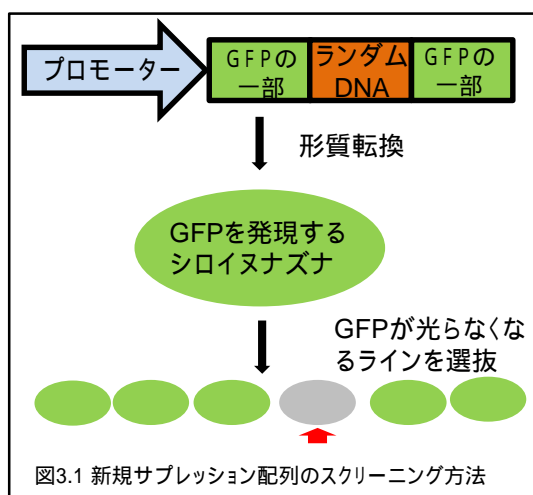 プロモーター
GFPの
一部
ランダム
DNA
GFPの
一部
形質転換
GFPを発現する
シロイヌナズナ
GFPが光らなくな
るラインを選抜
図3.1 新規サプレッション配列のスクリーニング方法